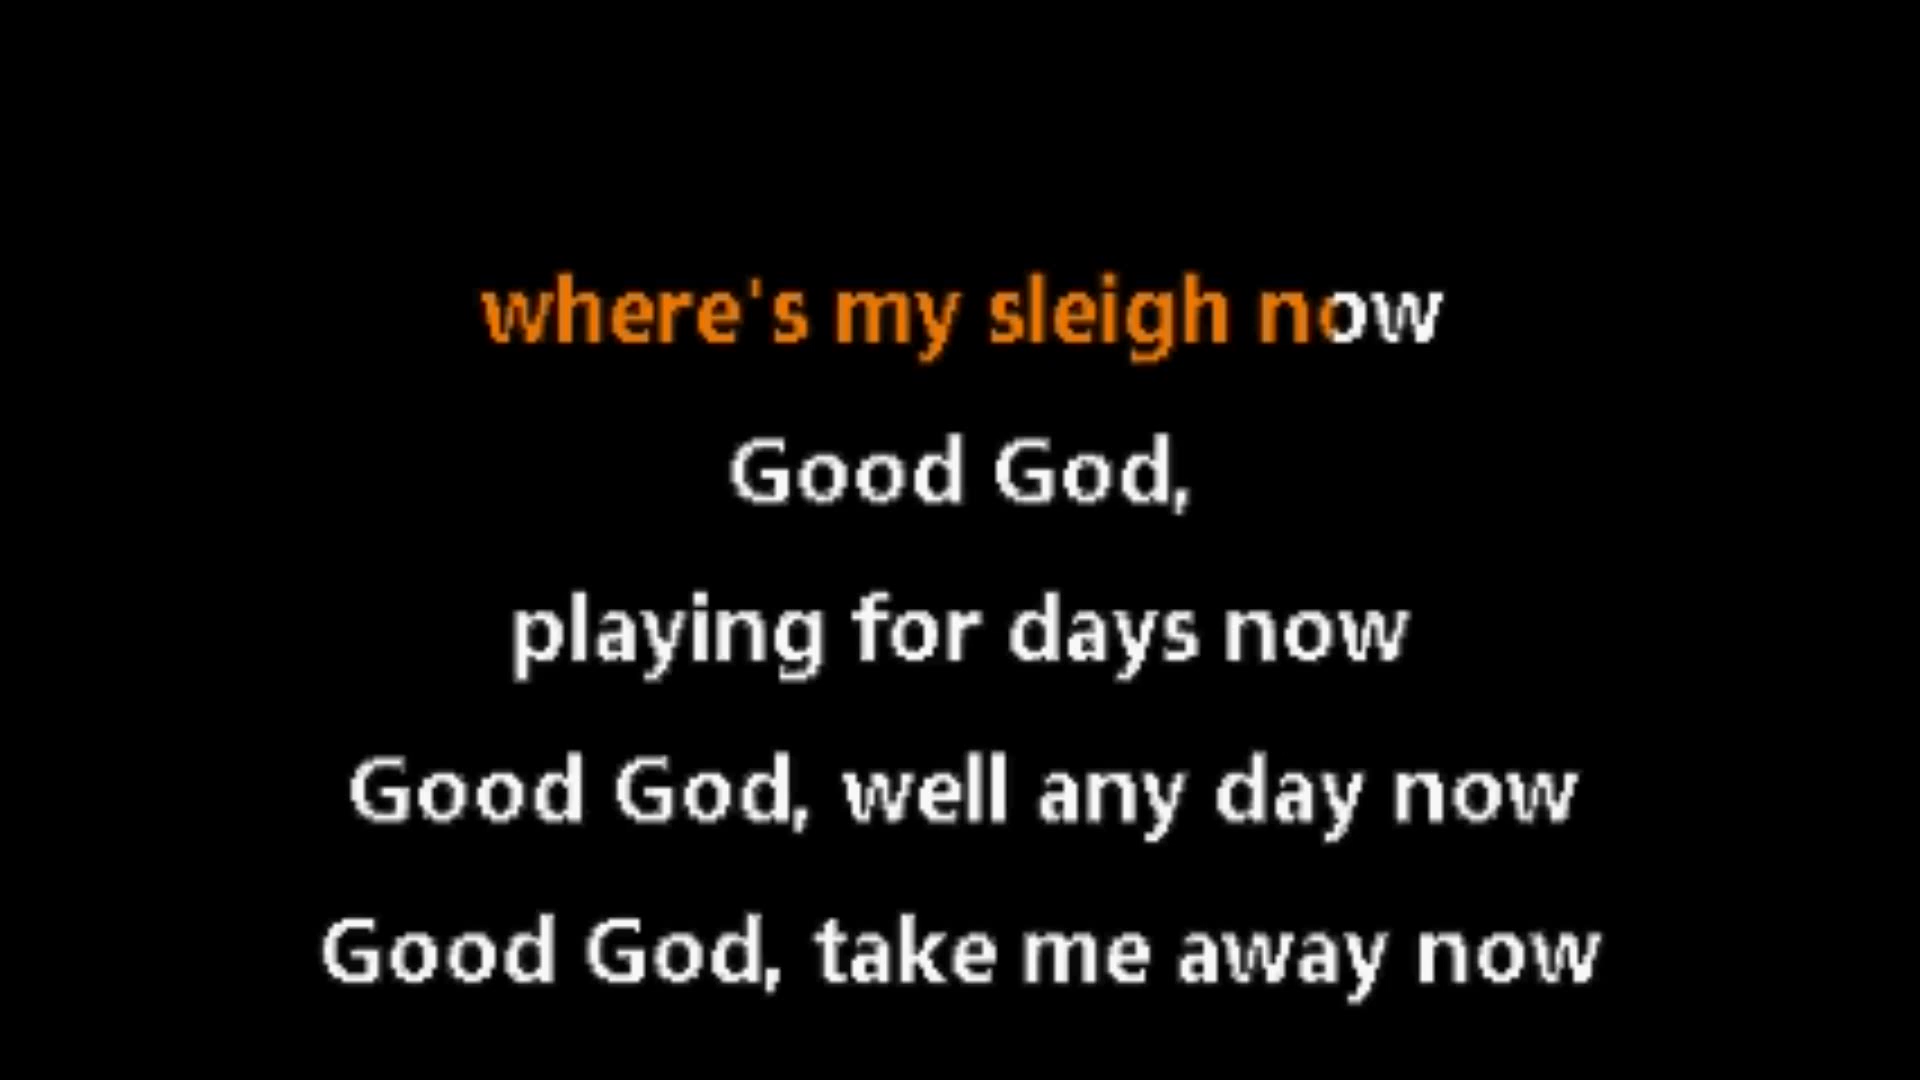 where's my sleigh now
Good God,
playing for days now
Good God, well any day now
Good God, take me away now